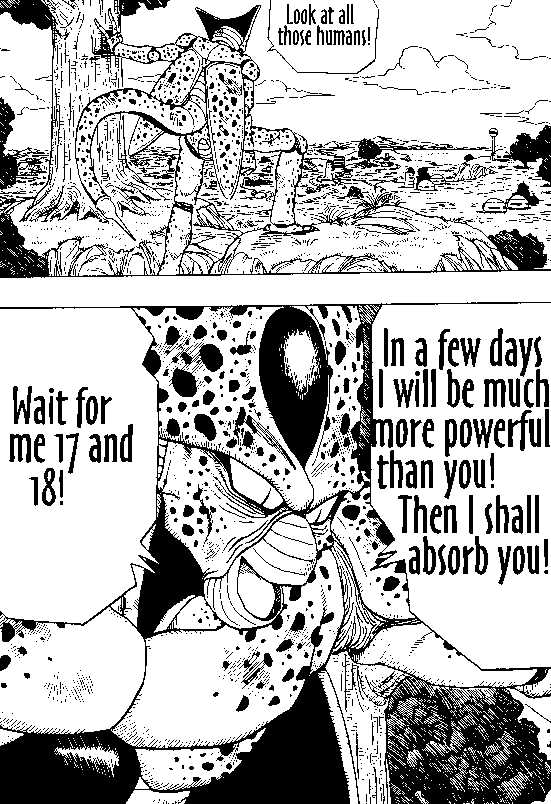 Look at all
those humans!
In a few days
I will be much
more powerful
than you!
Then I shall
absorb you!
Wait for
me 17 and
18!